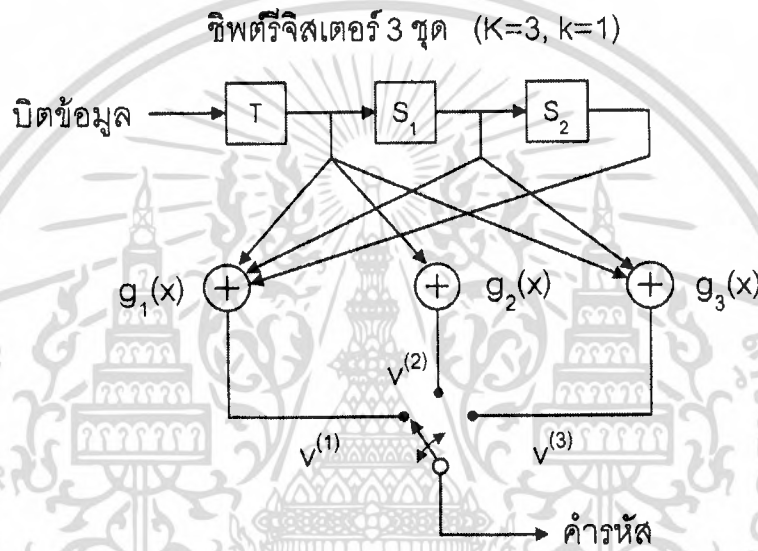 ชิพต์รีจิสเตอร์ 3 ชุด (K=3, k=1)
บิตข้อมูล
T
S₁
S₂
+
g₁(x)
+
g₂(x)
+
g₃(x)
v⁽²⁾
v⁽¹⁾
v⁽³⁾
คำรหัส